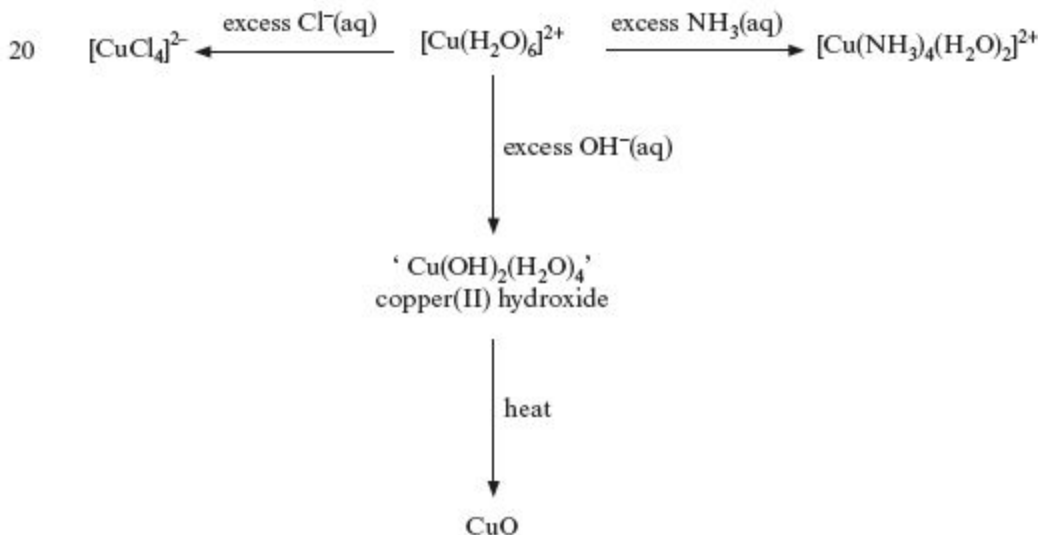 20 [CuCl₄]²⁻ excess Cl⁻(aq) [Cu(H₂O)₆]²⁺ excess NH₃(aq) [Cu(NH₃)₄(H₂O)₂]²⁺
excess OH⁻(aq)
‘ Cu(OH)₂(H₂O)₄’
copper(II) hydroxide
heat
CuO